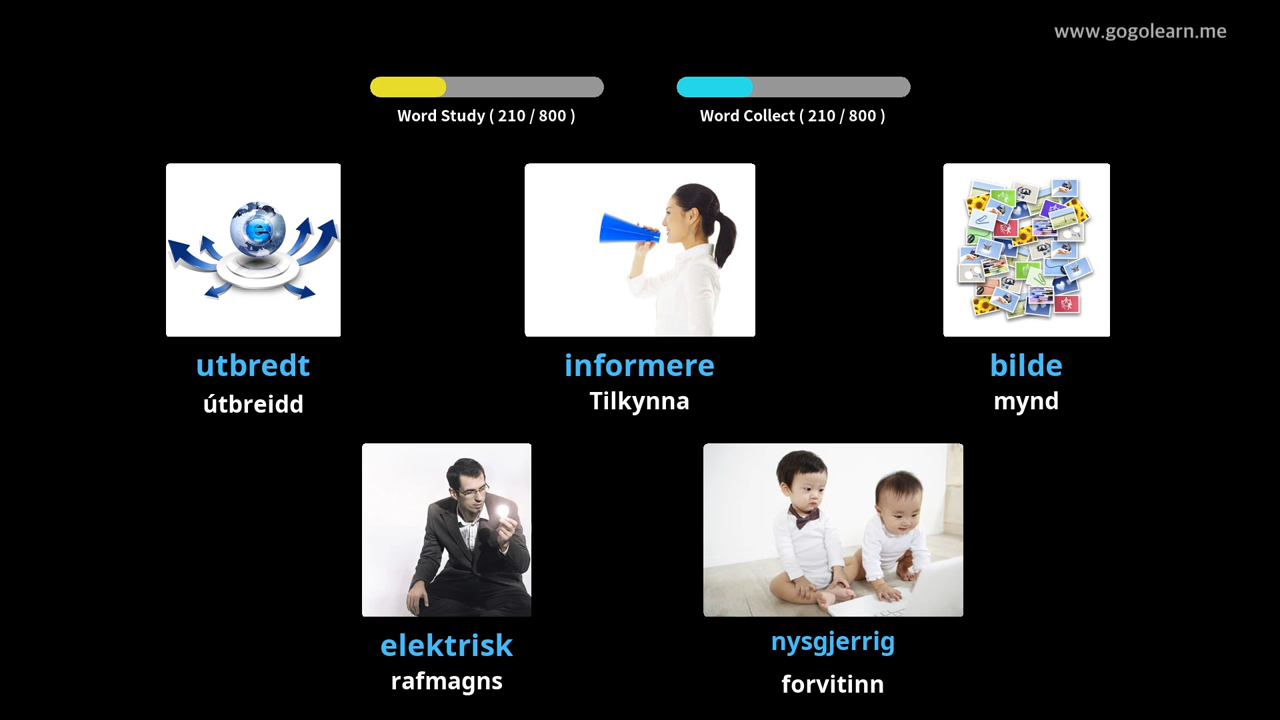 www.gogolearn.me
Word Study ( 210 / 800 )
Word Collect ( 210 / 800 )
e
utbredt
informere
bilde
útbreidd
Tilkynna
mynd
elektrisk
nysgjerrig
rafmagns
forvitinn